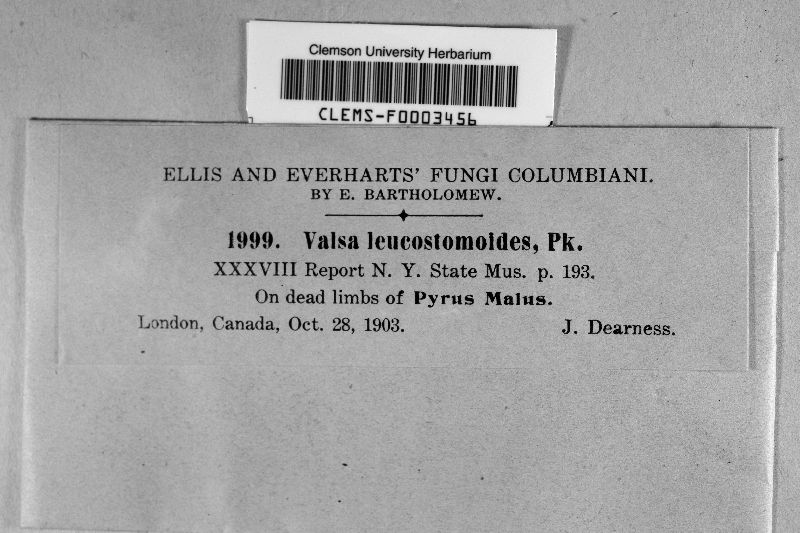 Clemson University Herbarium
CLEMS-F0003456
ELLIS AND EVERHARTS' FUNGI COLUMBIANI.
BY E. BARTHOLOMEW.
1999. Valsa leucostomoides, Pk.
XXXVIII Report N. Y. State Mus. p. 193.
On dead limbs of Pyrus Malus.
London, Canada, Oct. 28, 1903. J. Dearness.